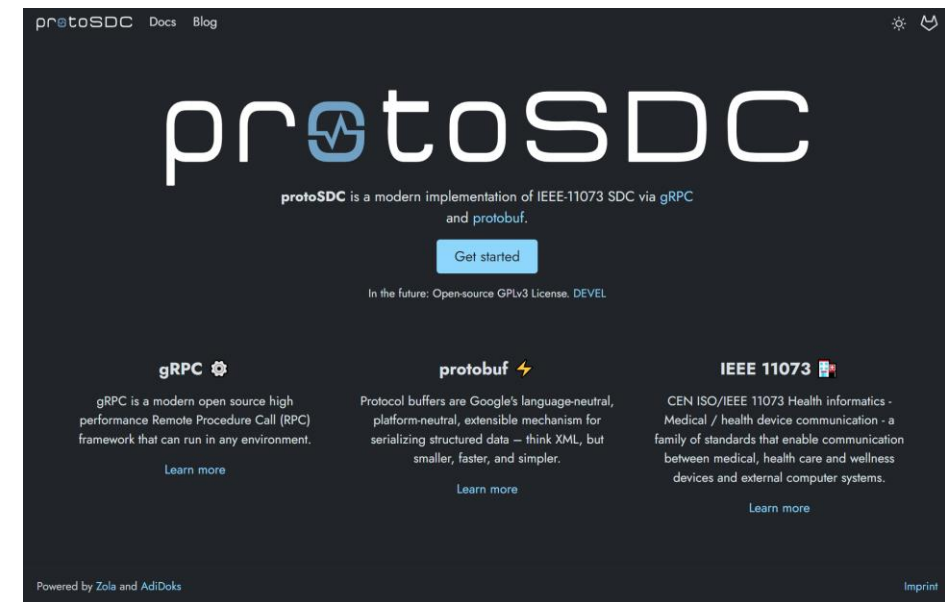 protoSDC Docs Blog
protoSDC
protoSDC is a modern implementation of IEEE-11073 SDC via gRPC
and protobuf.
Get started
In the future: Open-source GPLv3 License. DEVEL
gRPC
gRPC is a modern open source high
performance Remote Procedure Call (RPC)
framework that can run in any environment.
Learn more
protobuf
Protocol buffers are Google's language-neutral,
platform-neutral, extensible mechanism for
serializing structured data – think XML, but
smaller, faster, and simpler.
Learn more
IEEE 11073
CEN ISO/IEEE 11073 Health informatics -
Medical / health device communication - a
family of standards that enable communication
between medical, health care and wellness
devices and external computer systems.
Learn more
Powered by Zola and AdiDoks
Imprint